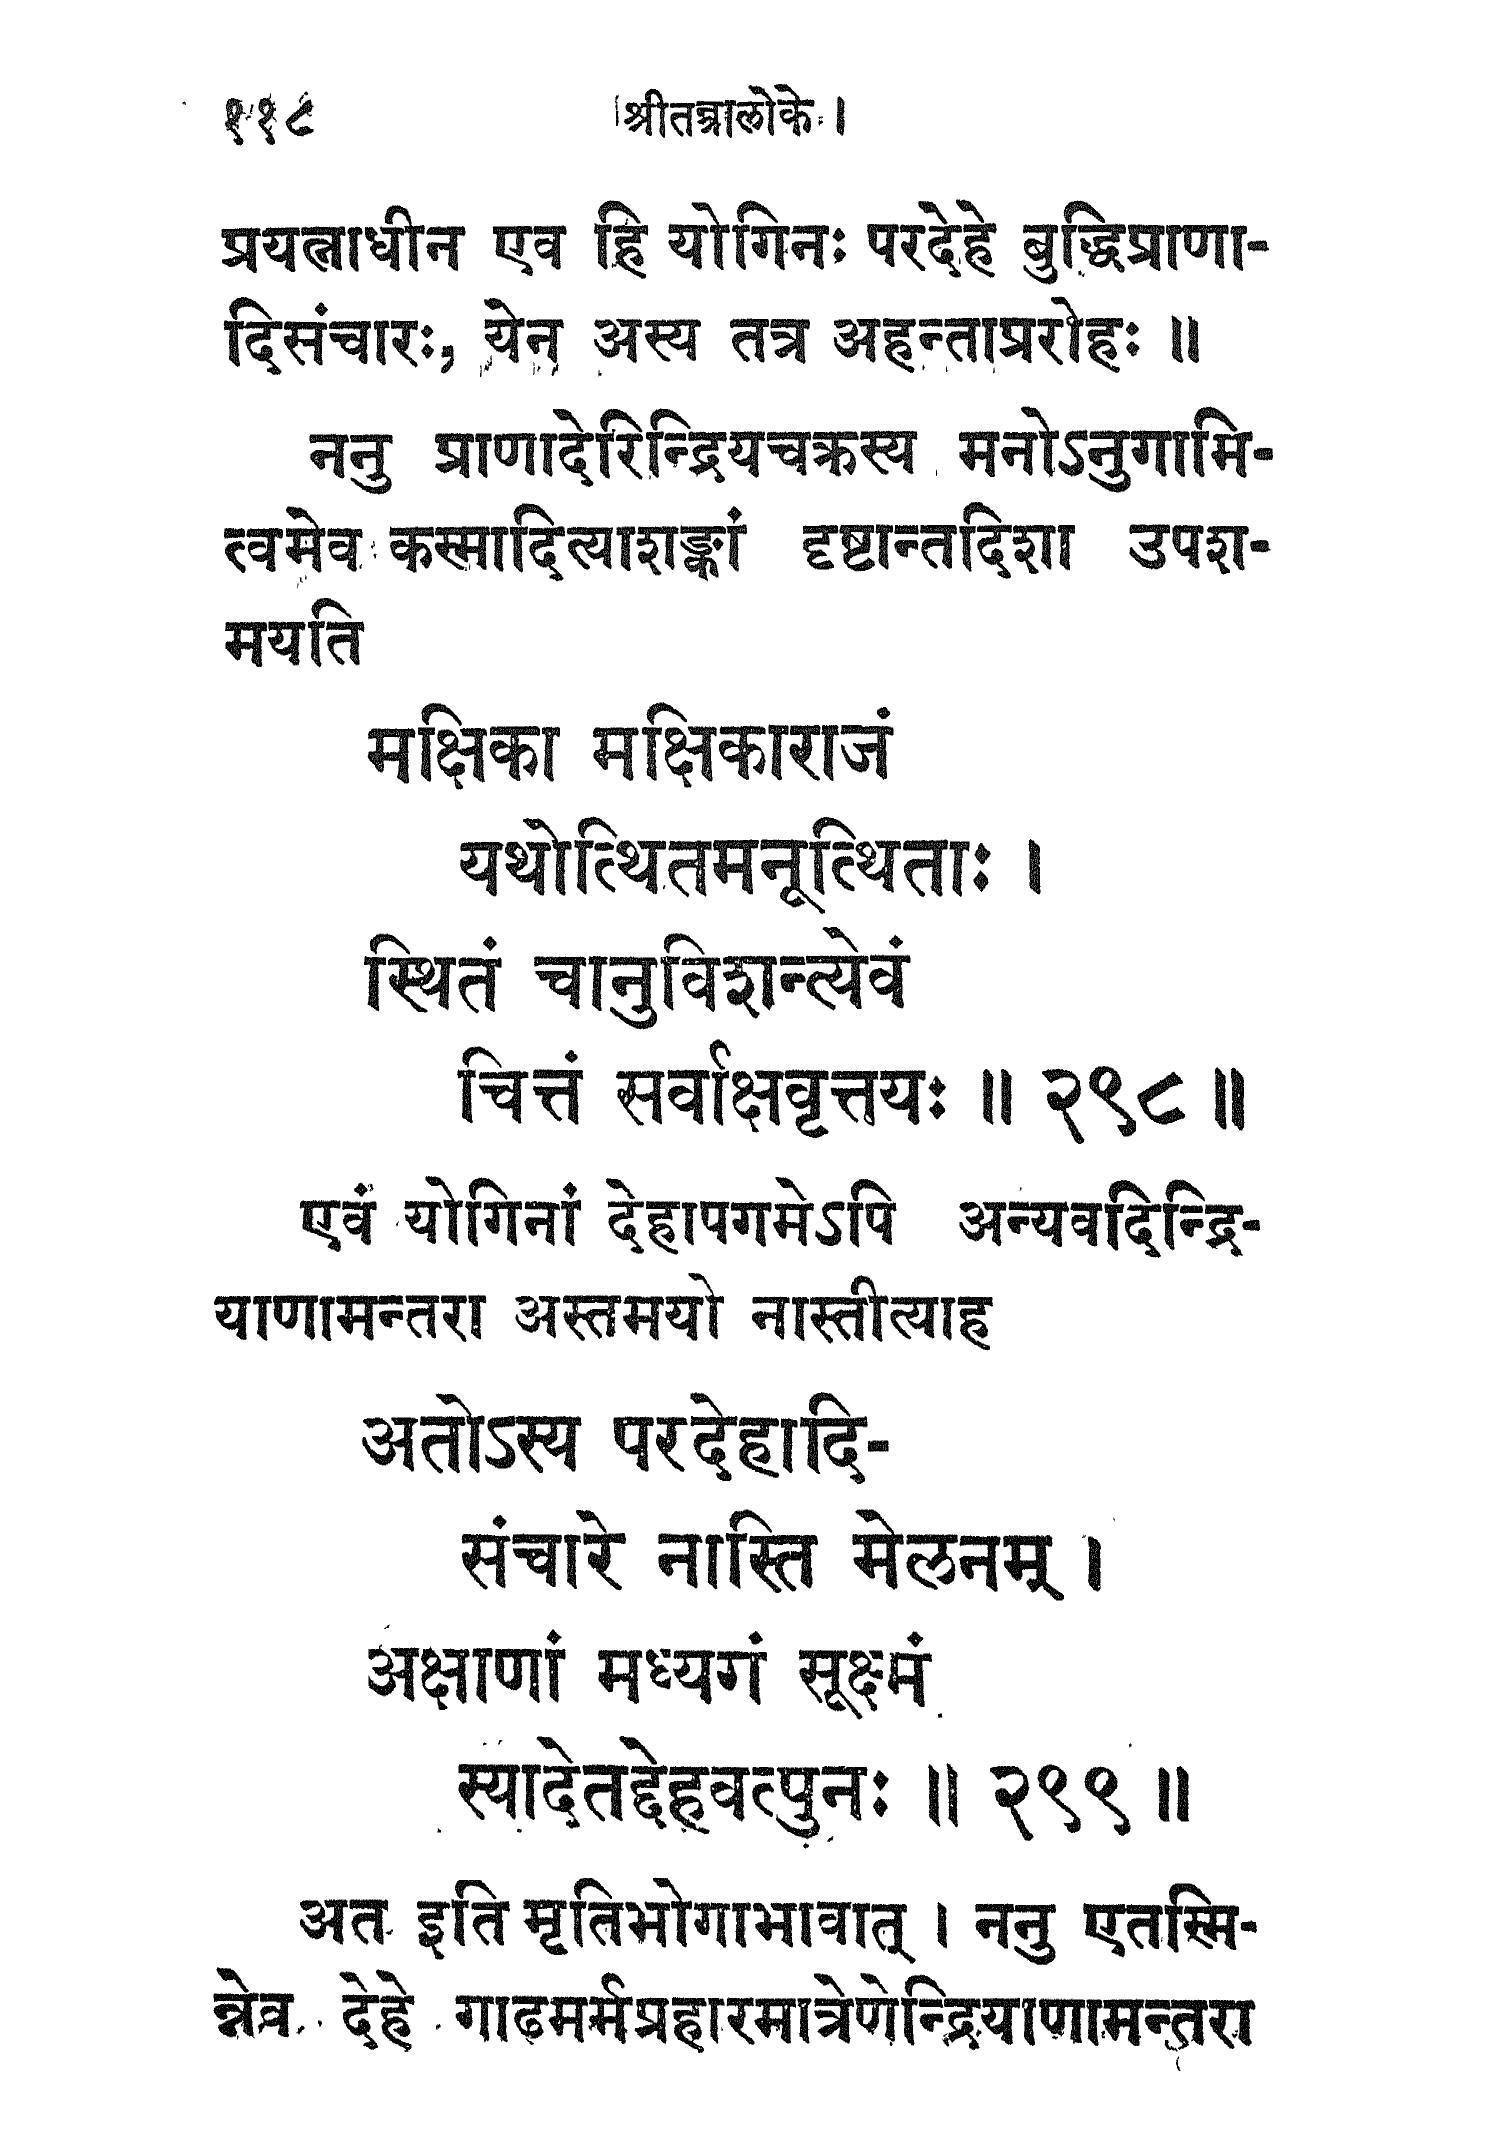 ११८ श्रीतन्त्रालोके ।
प्रयत्नाधीन एव हि योगिनः परदेहे बुद्धिप्राणा-
दिसंचारः, येन अस्य तत्र अहन्ताप्ररोहः ॥
ननु प्राणादेरिन्द्रियचक्रस्य मनोऽनुगामि-
त्वमेव कस्मादित्याशङ्कां दृष्टान्तदिशा उपश-
मयति
मक्षिका मक्षिकाराजं
यथोत्थितमनूत्थिताः ।
स्थितं चानुविशन्त्येवं
चित्तं सर्वाक्षवृत्तयः ॥ २९८ ॥
एवं योगिनां देहापगमेऽपि अन्यवदिन्द्रि-
याणामन्तरा अस्तमयो नास्तीत्याह
अतोऽस्य परदेहादि-
संचारे नास्ति मेलनम् ।
अक्षाणां मध्यगं सूक्ष्मं
स्यादेतद्देहवत्पुनः ॥ २९९ ॥
अत इति मृतिभोगाभावात् । ननु एतस्मि-
न्नेव देहे गाढमर्मप्रहारमात्रेणेन्द्रियाणामन्तरा